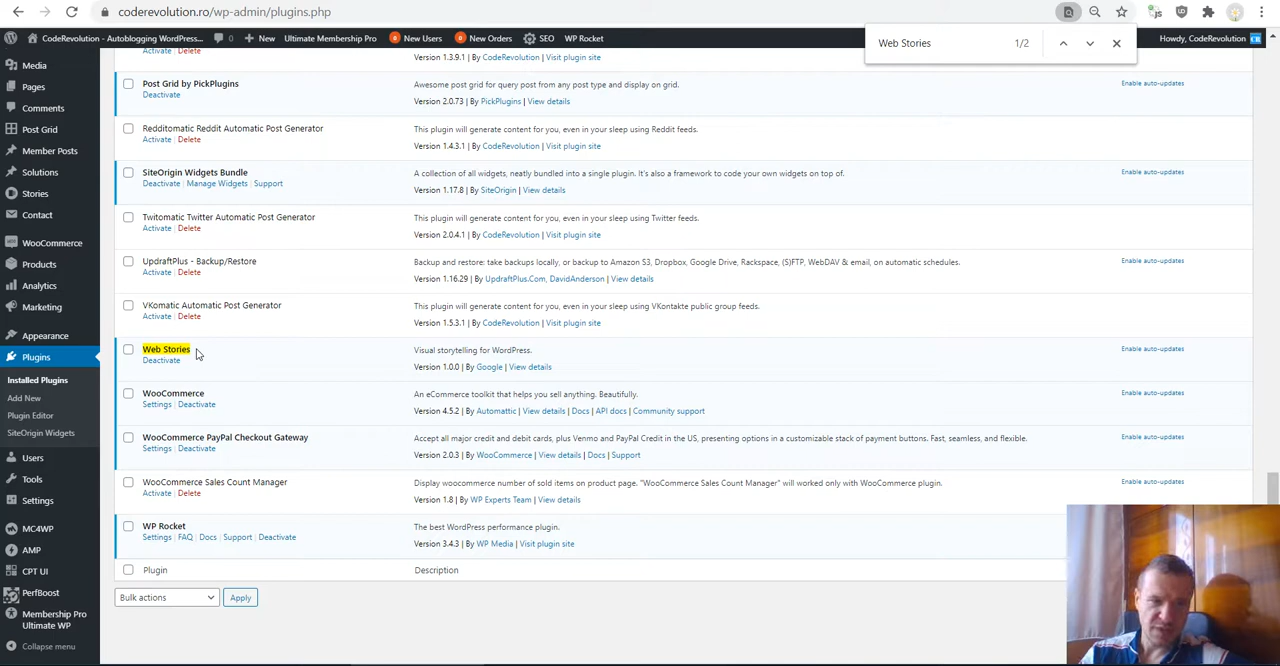 coderevolution.ro/wp-admin/plugins.php
CodeRevolution - Autoblogging WordPress... 0 New Ultimate Membership Pro 0 New Users 0 New Orders SEO WP Rocket
Howdy, CodeRevolution
Web Stories 1/2
Media
Pages
Comments
Post Grid
Member Posts
Solutions
Stories
Contact
WooCommerce
Products
Analytics
Marketing
Appearance
Plugins
Installed Plugins
Add New
Plugin Editor
SiteOrigin Widgets
Users
Tools
Settings
MC4WP
AMP
CPT UI
PerfBoost
Membership Pro
Ultimate WP
Collapse menu
Activate | Delete
Version 1.3.9.1 | By CodeRevolution | Visit plugin site
Post Grid by PickPlugins
Deactivate
Awesome post grid for query post from any post type and display on grid.
Version 2.0.73 | By PickPlugins | View details
Enable auto-updates
Redditomatic Reddit Automatic Post Generator
Activate | Delete
This plugin will generate content for you, even in your sleep using Reddit feeds.
Version 1.4.3.1 | By CodeRevolution | Visit plugin site
SiteOrigin Widgets Bundle
Deactivate | Manage Widgets | Support
A collection of all widgets, neatly bundled into a single plugin. It's also a framework to code your own widgets on top of.
Version 1.17.8 | By SiteOrigin | View details
Enable auto-updates
Twitomatic Twitter Automatic Post Generator
Activate | Delete
This plugin will generate content for you, even in your sleep using Twitter feeds.
Version 2.0.4.1 | By CodeRevolution | Visit plugin site
UpdraftPlus - Backup/Restore
Activate | Delete
Backup and restore: take backups locally, or backup to Amazon S3, Dropbox, Google Drive, Rackspace, (S)FTP, WebDAV & email, on automatic schedules.
Version 1.16.29 | By UpdraftPlus.Com, DavidAnderson | View details
Enable auto-updates
VKomatic Automatic Post Generator
Activate | Delete
This plugin will generate content for you, even in your sleep using VKontakte public group feeds.
Version 1.5.3.1 | By CodeRevolution | Visit plugin site
Web Stories
Deactivate
Visual storytelling for WordPress.
Version 1.0.0 | By Google | View details
Enable auto-updates
WooCommerce
Settings | Deactivate
An eCommerce toolkit that helps you sell anything. Beautifully.
Version 4.5.2 | By Automattic | View details | Docs | API docs | Community support
Enable auto-updates
WooCommerce PayPal Checkout Gateway
Settings | Deactivate
Accept all major credit and debit cards, plus Venmo and PayPal Credit in the US, presenting options in a customizable stack of payment buttons. Fast, seamless, and flexible.
Version 2.0.3 | By WooCommerce | View details | Docs | Support
Enable auto-updates
WooCommerce Sales Count Manager
Activate | Delete
Display woocommerce number of sold items on product page. "WooCommerce Sales Count Manager" will worked only with WooCommerce plugin.
Version 1.8 | By WP Experts Team | View details
Enable auto-updates
WP Rocket
Settings | FAQ | Docs | Support | Deactivate
The best WordPress performance plugin.
Version 3.4.3 | By WP Media | Visit plugin site
Plugin Description
Bulk actions Apply